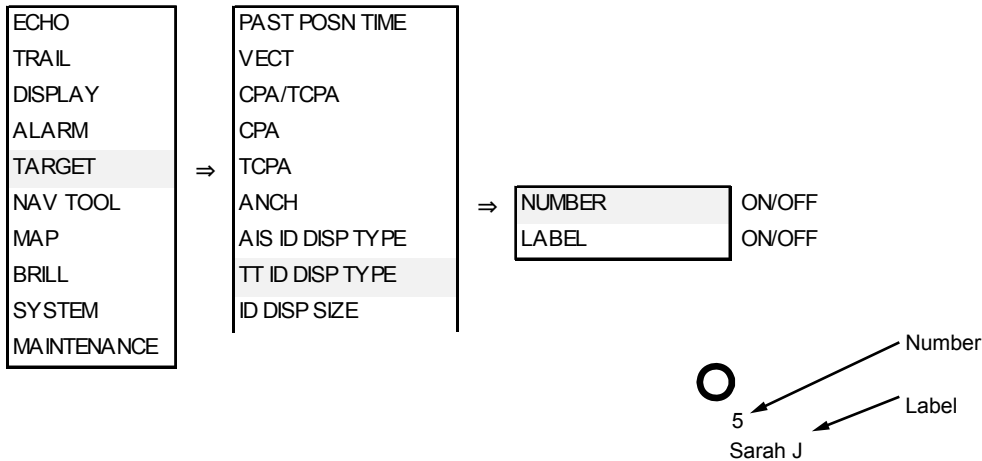 ECHO
TRAIL
DISPLAY
ALARM
TARGET
NAV TOOL
MAP
BRILL
SYSTEM
MAINTENANCE
⇒
PAST POSN TIME
VECT
CPA/TCPA
CPA
TCPA
ANCH
AIS ID DISP TYPE
TT ID DISP TYPE
ID DISP SIZE
⇒
NUMBER ON/OFF
LABEL ON/OFF
Number
5
Label
Sarah J